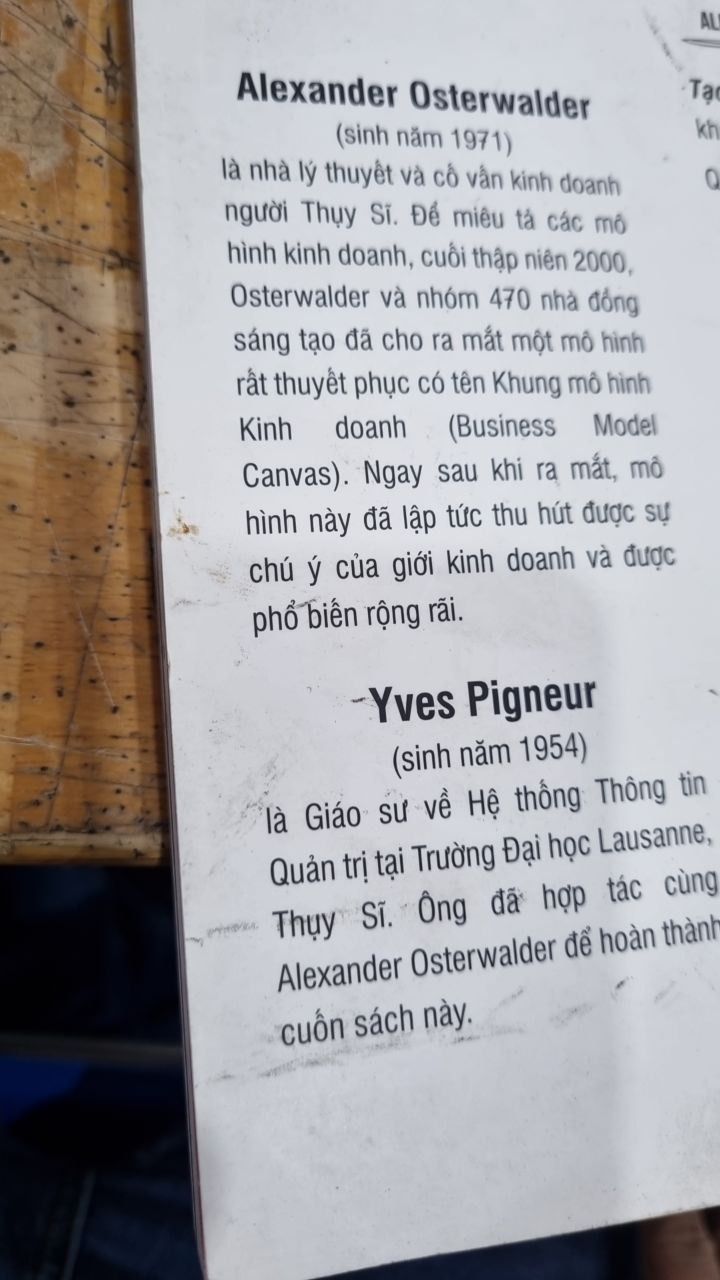 Alexander Osterwalder
(sinh năm 1971)
là nhà lý thuyết và cố vấn kinh doanh
người Thụy Sĩ. Để miêu tả các mô
hình kinh doanh, cuối thập niên 2000,
Osterwalder và nhóm 470 nhà đồng
sáng tạo đã cho ra mắt một mô hình
rất thuyết phục có tên Khung mô hình
Kinh doanh (Business Model
Canvas). Ngay sau khi ra mắt, mô
hình này đã lập tức thu hút được sự
chú ý của giới kinh doanh và được
phổ biến rộng rãi.
Yves Pigneur
(sinh năm 1954)
là Giáo sư về Hệ thống Thông tin
Quản trị tại Trường Đại học Lausanne,
Thụy Sĩ. Ông đã hợp tác cùng
Alexander Osterwalder để hoàn thành
cuốn sách này.